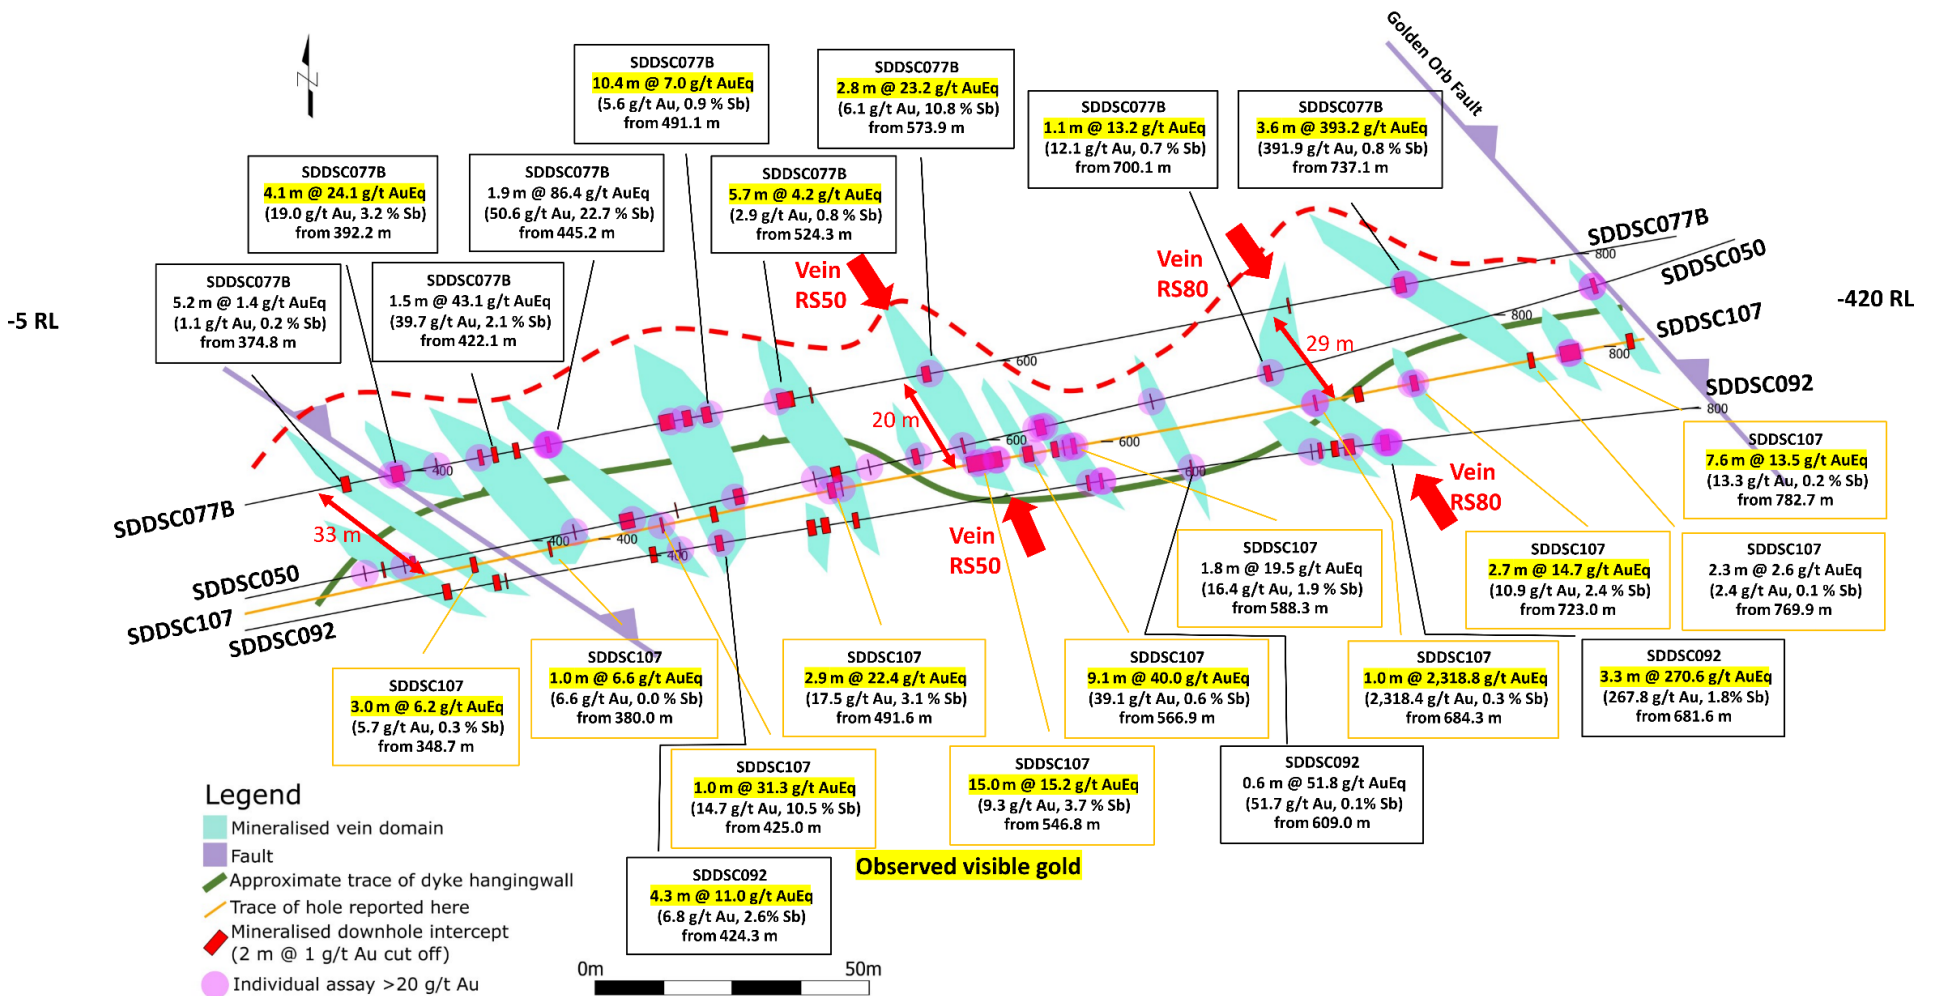 Golden Orb Fault
N
SDDSC077B
10.4 m @ 7.0 g/t AuEq
(5.6 g/t Au, 0.9 % Sb)
from 491.1 m
SDDSC077B
2.8 m @ 23.2 g/t AuEq
(6.1 g/t Au, 10.8 % Sb)
from 573.9 m
SDDSC077B
1.1 m @ 13.2 g/t AuEq
(12.1 g/t Au, 0.7 % Sb)
from 700.1 m
SDDSC077B
3.6 m @ 393.2 g/t AuEq
(391.9 g/t Au, 0.8 % Sb)
from 737.1 m
SDDSC077B
4.1 m @ 24.1 g/t AuEq
(19.0 g/t Au, 3.2 % Sb)
from 392.2 m
SDDSC077B
1.9 m @ 86.4 g/t AuEq
(50.6 g/t Au, 22.7 % Sb)
from 445.2 m
SDDSC077B
5.7 m @ 4.2 g/t AuEq
(2.9 g/t Au, 0.8 % Sb)
from 524.3 m
SDDSC077B
5.2 m @ 1.4 g/t AuEq
(1.1 g/t Au, 0.2 % Sb)
from 374.8 m
SDDSC077B
1.5 m @ 43.1 g/t AuEq
(39.7 g/t Au, 2.1 % Sb)
from 422.1 m
Vein
RS50
Vein
RS80
-5 RL
-420 RL
SDDSC077B
800
SDDSC050
800
SDDSC107
800
SDDSC092
800
600
600
600
600
29 m
20 m
33 m
400
400
400
400
SDDSC077B
SDDSC050
SDDSC107
SDDSC092
Vein
RS50
Vein
RS80
SDDSC107
7.6 m @ 13.5 g/t AuEq
(13.3 g/t Au, 0.2 % Sb)
from 782.7 m
SDDSC107
1.8 m @ 19.5 g/t AuEq
(16.4 g/t Au, 1.9 % Sb)
from 588.3 m
SDDSC107
2.7 m @ 14.7 g/t AuEq
(10.9 g/t Au, 2.4 % Sb)
from 723.0 m
SDDSC107
2.3 m @ 2.6 g/t AuEq
(2.4 g/t Au, 0.1 % Sb)
from 769.9 m
SDDSC107
3.0 m @ 6.2 g/t AuEq
(5.7 g/t Au, 0.3 % Sb)
from 348.7 m
SDDSC107
1.0 m @ 6.6 g/t AuEq
(6.6 g/t Au, 0.0 % Sb)
from 380.0 m
SDDSC107
2.9 m @ 22.4 g/t AuEq
(17.5 g/t Au, 3.1 % Sb)
from 491.6 m
SDDSC107
9.1 m @ 40.0 g/t AuEq
(39.1 g/t Au, 0.6 % Sb)
from 566.9 m
SDDSC107
1.0 m @ 2,318.8 g/t AuEq
(2,318.4 g/t Au, 0.3 % Sb)
from 684.3 m
SDDSC092
3.3 m @ 270.6 g/t AuEq
(267.8 g/t Au, 1.8% Sb)
from 681.6 m
SDDSC107
1.0 m @ 31.3 g/t AuEq
(14.7 g/t Au, 10.5 % Sb)
from 425.0 m
SDDSC107
15.0 m @ 15.2 g/t AuEq
(9.3 g/t Au, 3.7 % Sb)
from 546.8 m
SDDSC092
0.6 m @ 51.8 g/t AuEq
(51.7 g/t Au, 0.1% Sb)
from 609.0 m
SDDSC092
4.3 m @ 11.0 g/t AuEq
(6.8 g/t Au, 2.6% Sb)
from 424.3 m
Observed visible gold
Legend
Mineralised vein domain
Fault
Approximate trace of dyke hangingwall
Trace of hole reported here
Mineralised downhole intercept
(2 m @ 1 g/t Au cut off)
Individual assay >20 g/t Au
0m
50m